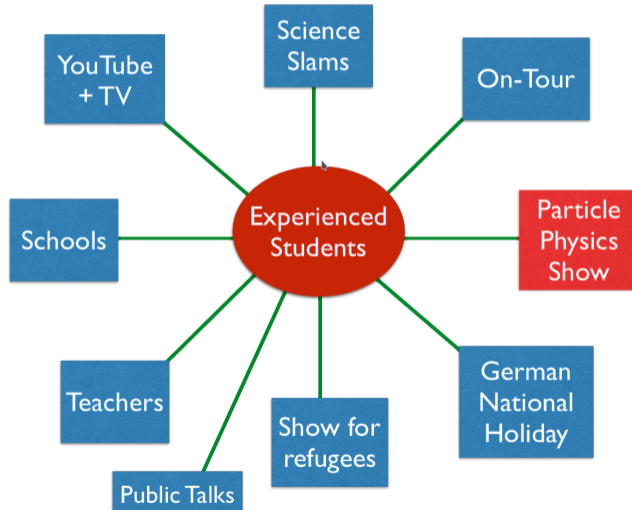 Science
Slams
YouTube
+ TV
On-Tour
Experienced
Students
Schools
Particle
Physics
Show
Teachers
German
National
Holiday
Show for
refugees
Public Talks